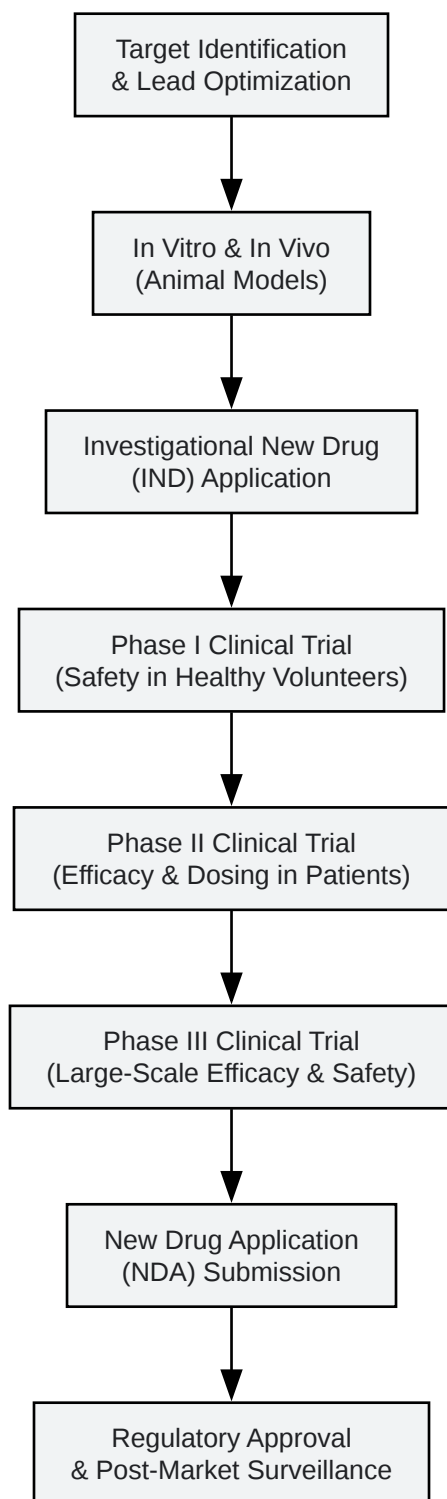 Target Identification
& Lead Optimization
In Vitro & In Vivo
(Animal Models)
Investigational New Drug
(IND) Application
Phase I Clinical Trial
(Safety in Healthy Volunteers)
Phase II Clinical Trial
(Efficacy & Dosing in Patients)
Phase III Clinical Trial
(Large-Scale Efficacy & Safety)
New Drug Application
(NDA) Submission
Regulatory Approval
& Post-Market Surveillance